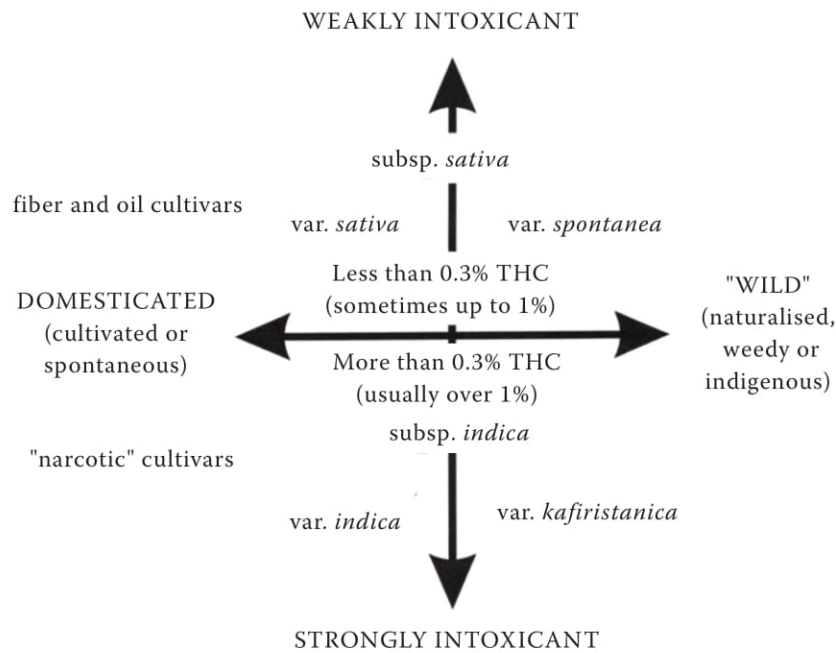 WEAKLY INTOXICANT
subsp. sativa
fiber and oil cultivars
var. sativa
var. spontanea
Less than 0.3% THC
(sometimes up to 1%)
DOMESTICATED
(cultivated or
spontaneous)
"WILD"
(naturalised,
weedy or
indigenous)
More than 0.3% THC
(usually over 1%)
subsp. indica
"narcotic" cultivars
var. indica
var. kafiristanica
STRONGLY INTOXICANT